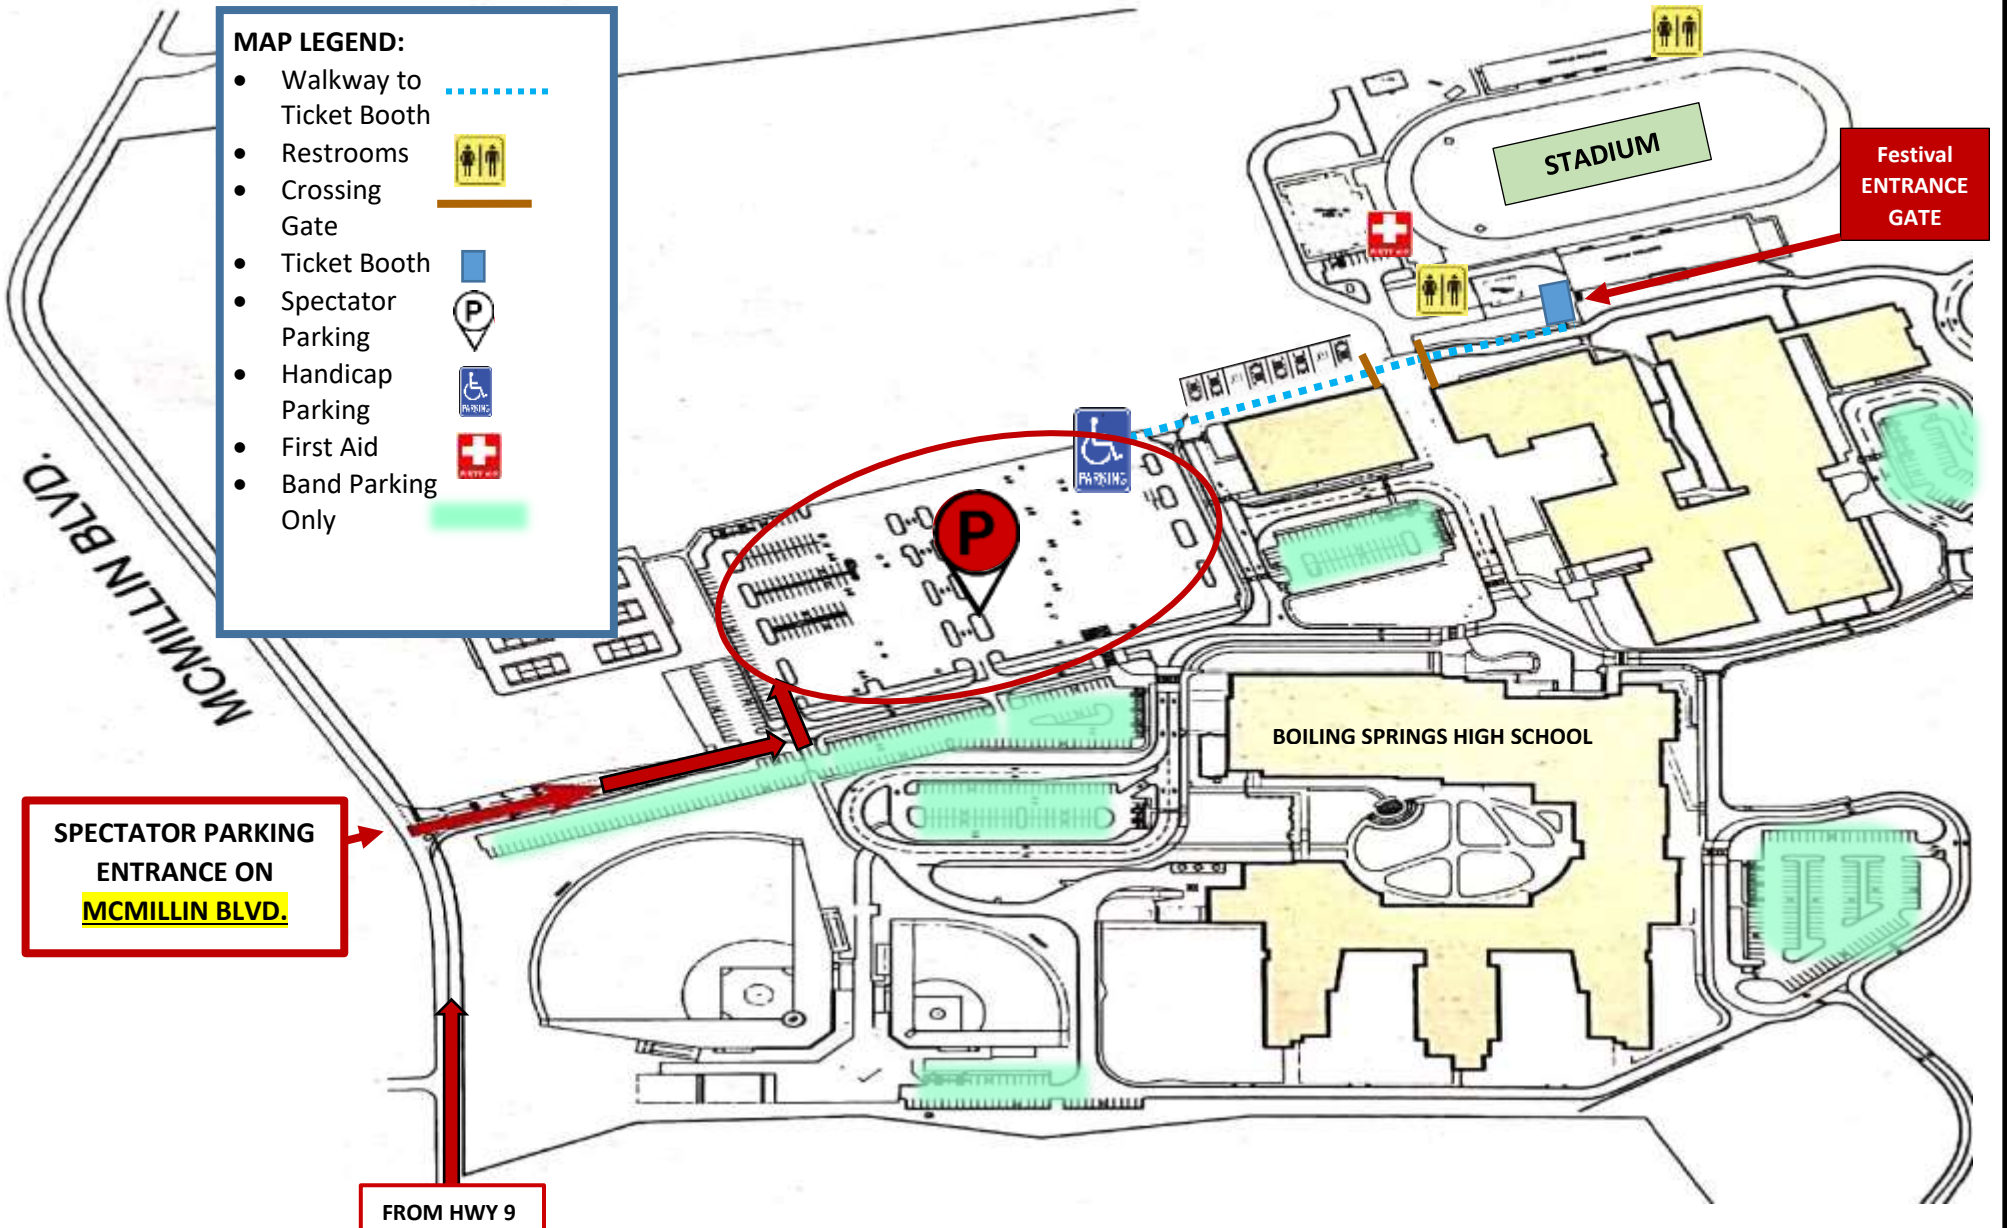 MAP LEGEND:
• Walkway to
Ticket Booth
• Restrooms
• Crossing
Gate
• Ticket Booth
• Spectator
Parking
P
• Handicap
Parking
PARKING
• First Aid
• Band Parking
Only
STADIUM
Festival
ENTRANCE
GATE
PARKING
P
MCMILLIN BLVD.
BOILING SPRINGS HIGH SCHOOL
SPECTATOR PARKING
ENTRANCE ON
MCMILLIN BLVD.
FROM HWY 9